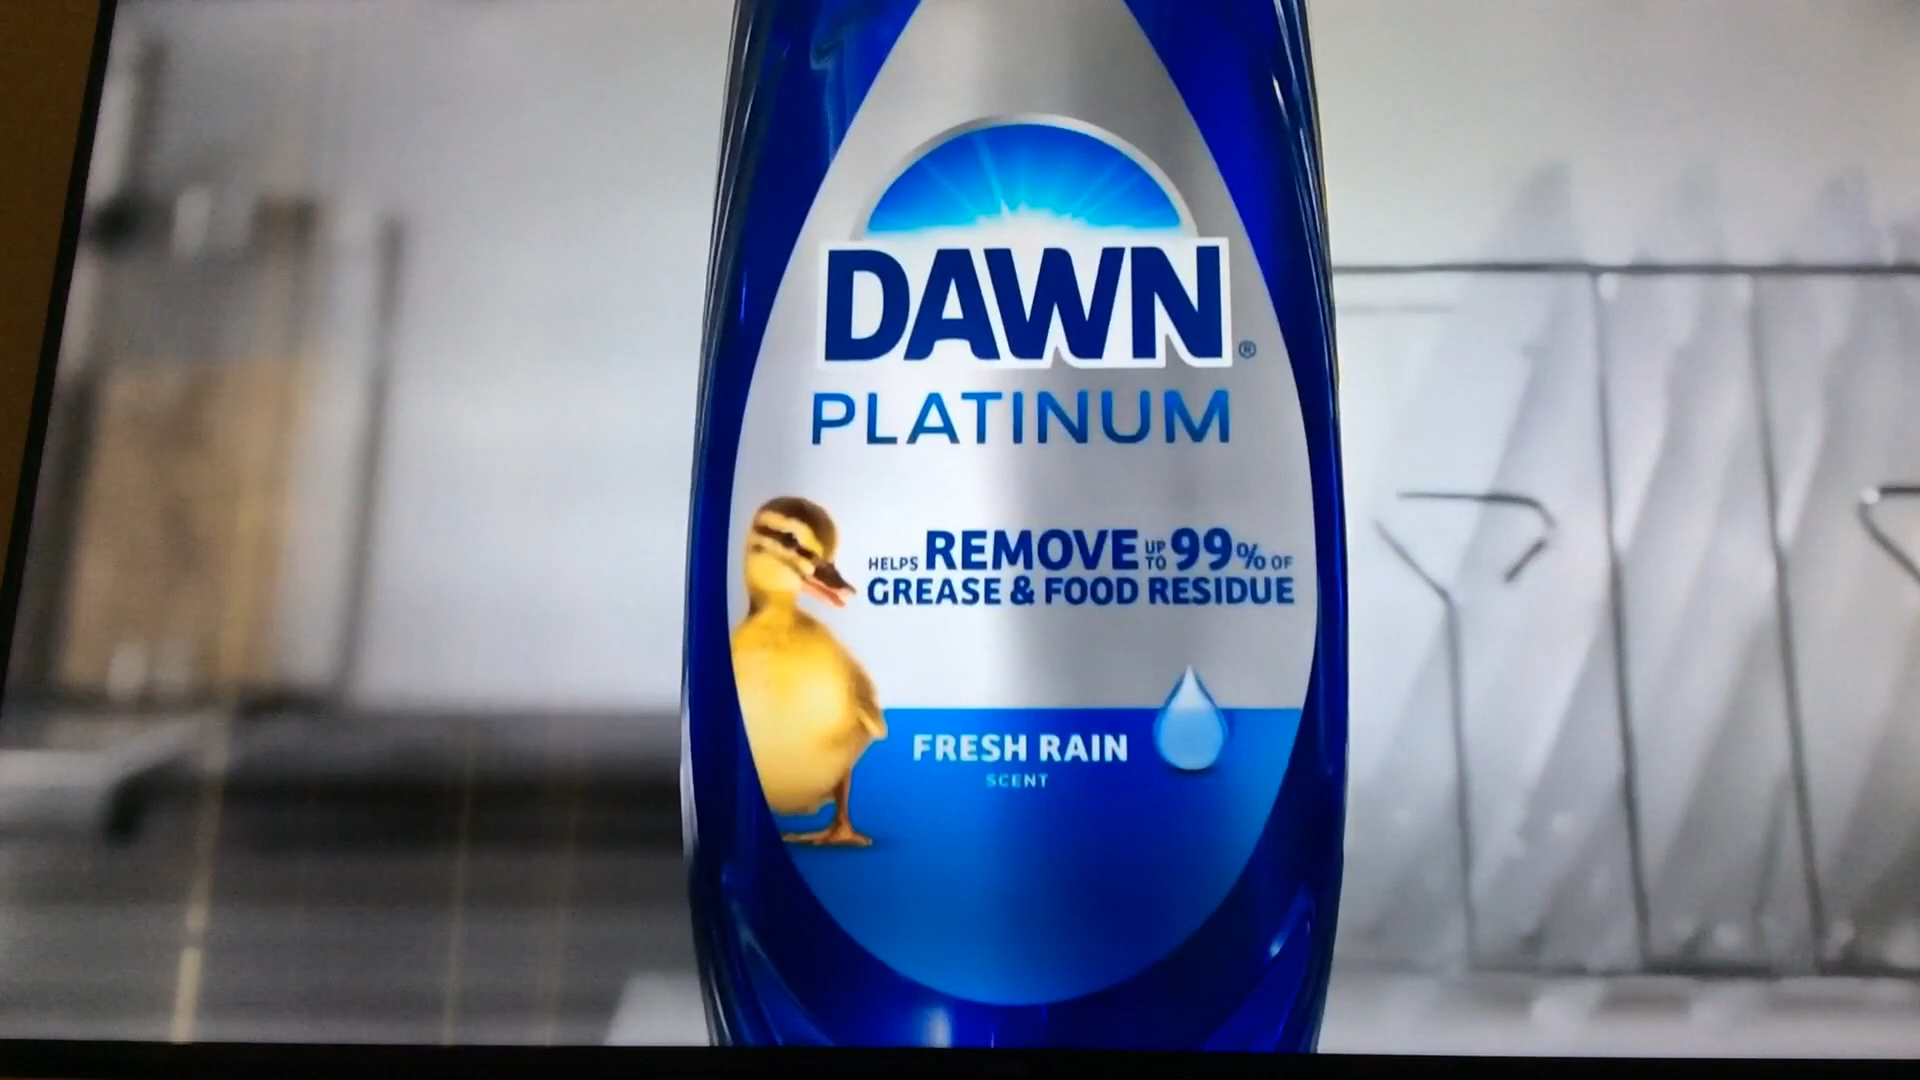 DAWN®
PLATINUM
HELPS REMOVE UP TO 99% OF
GREASE & FOOD RESIDUE
FRESH RAIN
SCENT